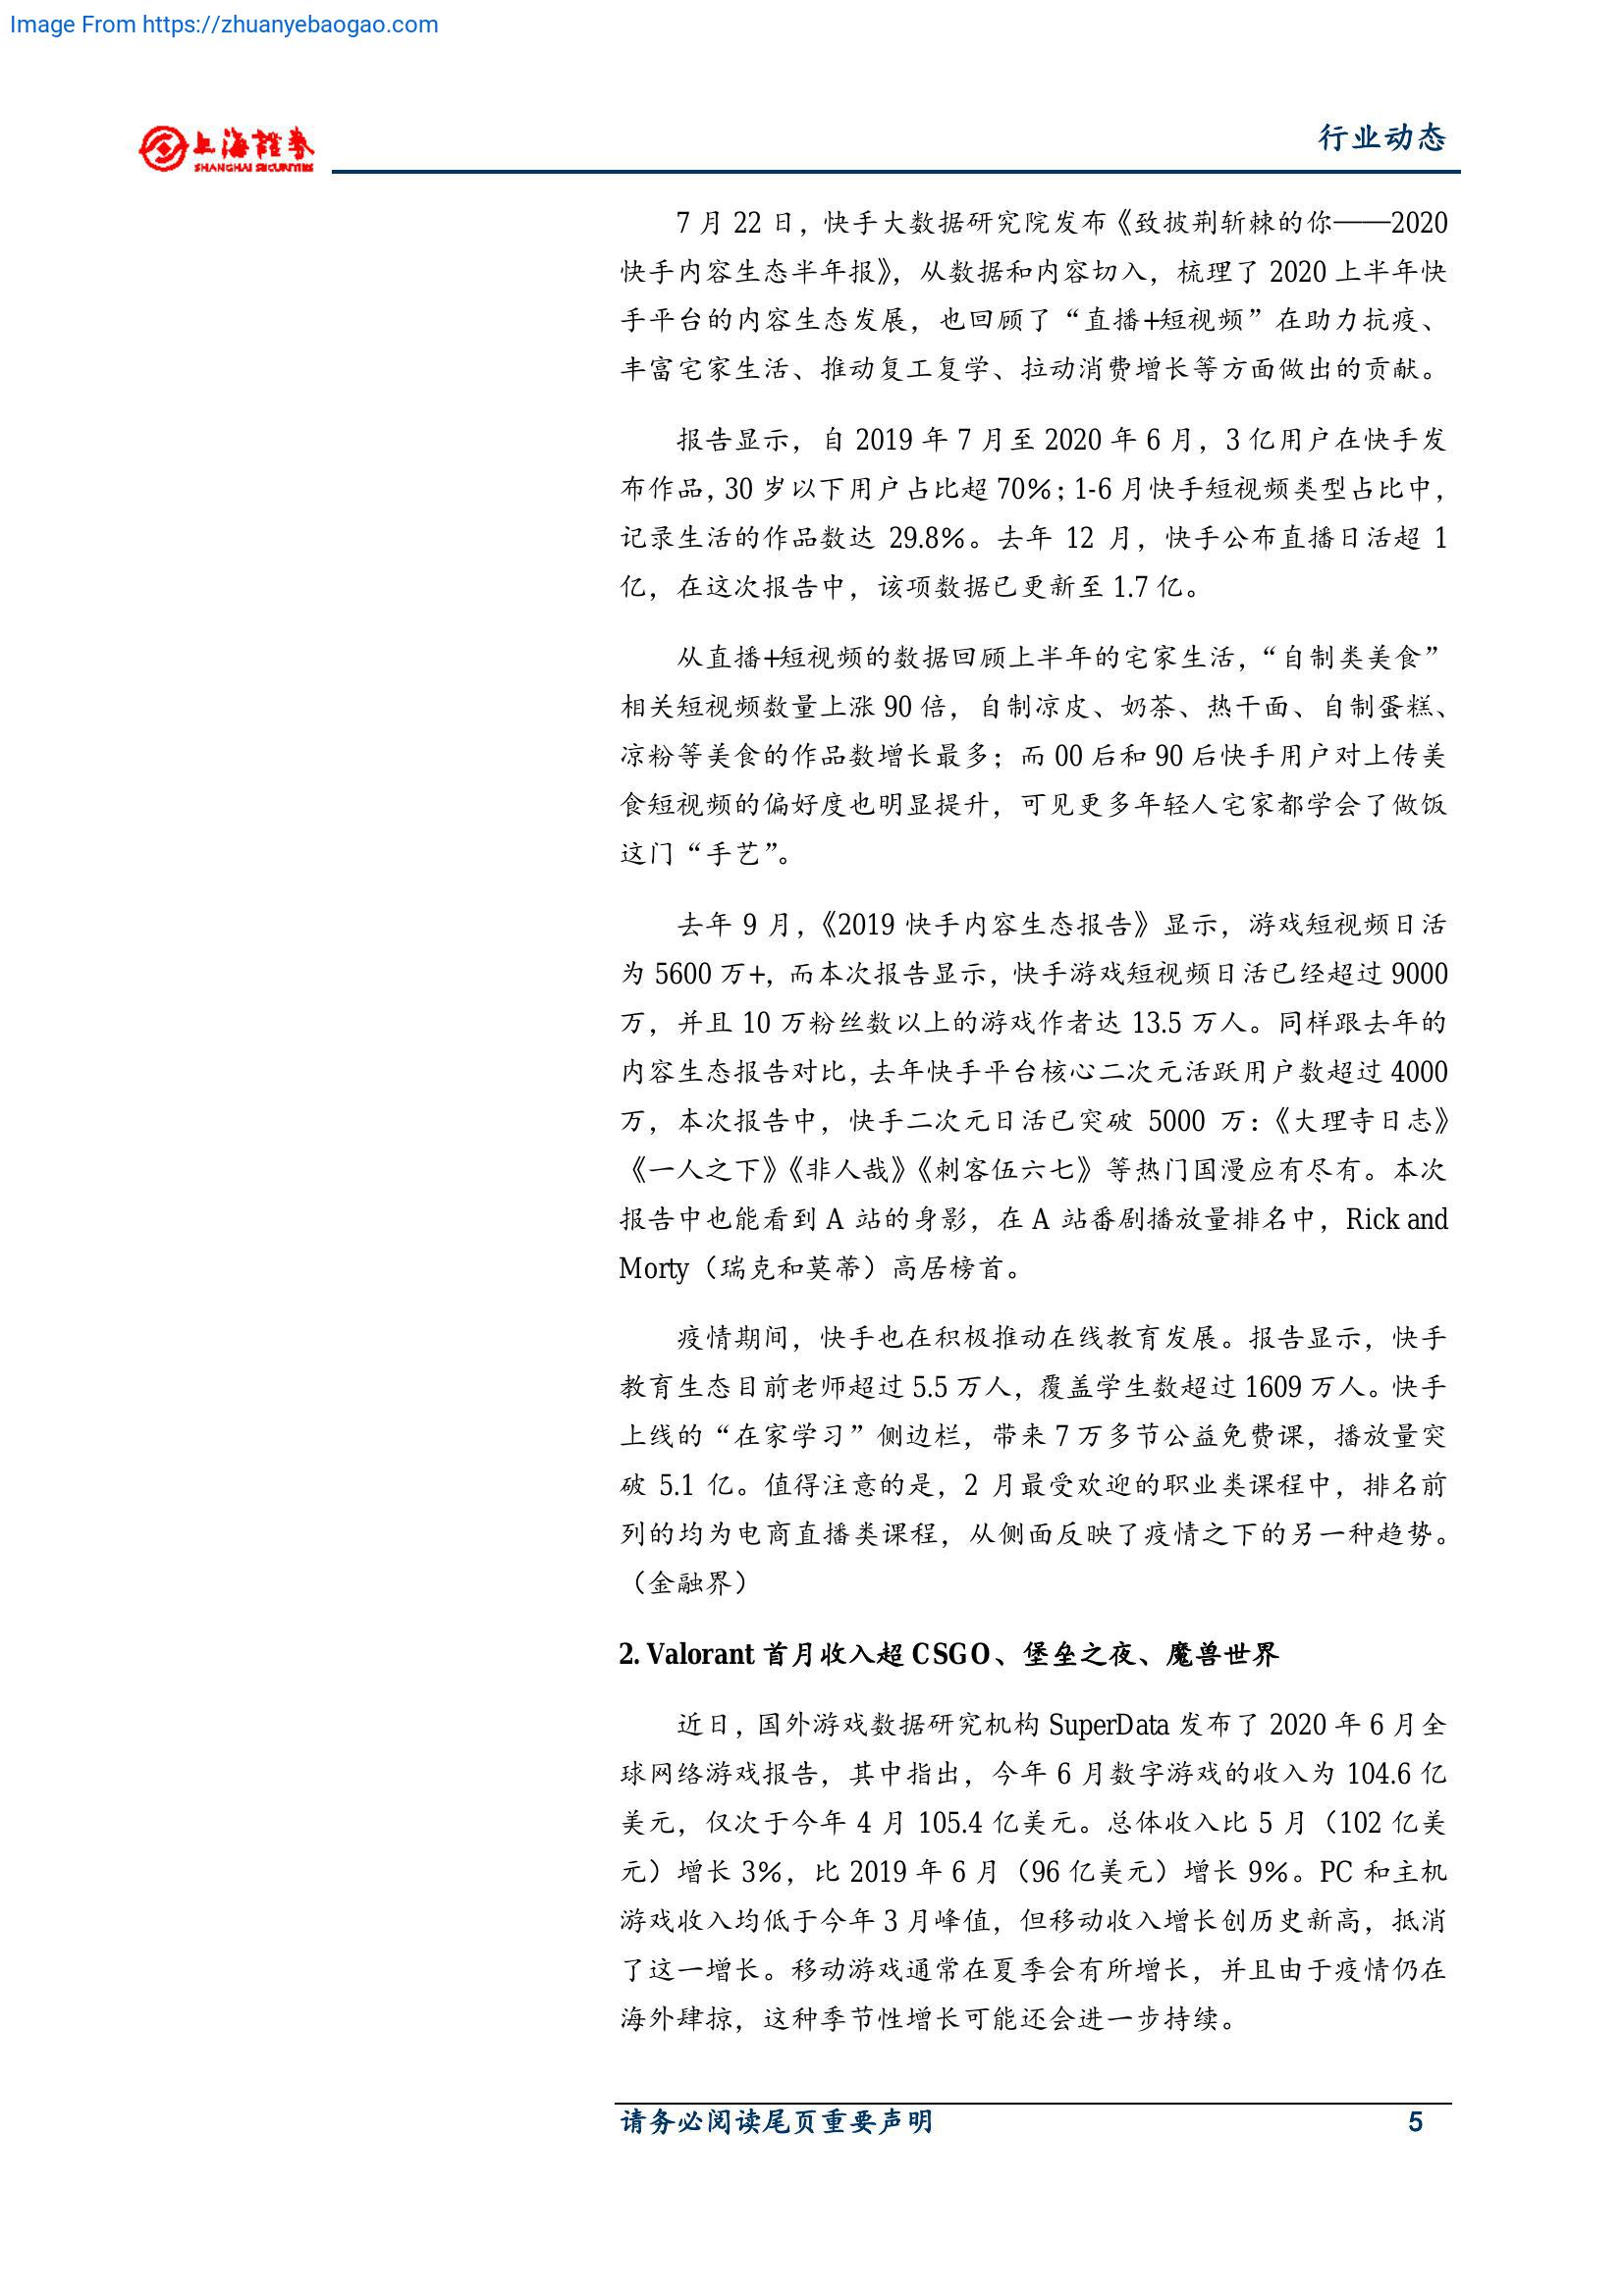 Image From https://zhuanyebaogao.com
上海證券
SHANGHAI SECURITIES
行业动态
7 月 22 日，快手大数据研究院发布《致披荆斩棘的你——2020
快手内容生态半年报》，从数据和内容切入，梳理了 2020 上半年快
手平台的内容生态发展，也回顾了“直播+短视频”在助力抗疫、
丰富宅家生活、推动复工复学、拉动消费增长等方面做出的贡献。
报告显示，自 2019 年 7 月至 2020 年 6 月，3 亿用户在快手发
布作品，30 岁以下用户占比超 70%；1-6 月快手短视频类型占比中，
记录生活的作品数达 29.8%。去年 12 月，快手公布直播日活超 1
亿，在这次报告中，该项数据已更新至 1.7 亿。
从直播+短视频的数据回顾上半年的宅家生活，“自制类美食”
相关短视频数量上涨 90 倍，自制凉皮、奶茶、热干面、自制蛋糕、
凉粉等美食的作品数增长最多；而 00 后和 90 后快手用户对上传美
食短视频的偏好度也明显提升，可见更多年轻人宅家都学会了做饭
这门“手艺”。
去年 9 月，《2019 快手内容生态报告》显示，游戏短视频日活
为 5600 万+，而本次报告显示，快手游戏短视频日活已经超过 9000
万，并且 10 万粉丝数以上的游戏作者达 13.5 万人。同样跟去年的
内容生态报告对比，去年快手平台核心二次元活跃用户数超过 4000
万，本次报告中，快手二次元日活已突破 5000 万：《大理寺日志》
《一人之下》《非人哉》《刺客伍六七》等热门国漫应有尽有。本次
报告中也能看到 A 站的身影，在 A 站番剧播放量排名中，Rick and
Morty（瑞克和莫蒂）高居榜首。
疫情期间，快手也在积极推动在线教育发展。报告显示，快手
教育生态目前老师超过 5.5 万人，覆盖学生数超过 1609 万人。快手
上线的“在家学习”侧边栏，带来 7 万多节公益免费课，播放量突
破 5.1 亿。值得注意的是，2 月最受欢迎的职业类课程中，排名前
列的均为电商直播类课程，从侧面反映了疫情之下的另一种趋势。
（金融界）
2. Valorant 首月收入超 CSGO、堡垒之夜、魔兽世界
近日，国外游戏数据研究机构 SuperData 发布了 2020 年 6 月全
球网络游戏报告，其中指出，今年 6 月数字游戏的收入为 104.6 亿
美元，仅次于今年 4 月 105.4 亿美元。总体收入比 5 月（102 亿美
元）增长 3%，比 2019 年 6 月（96 亿美元）增长 9%。PC 和主机
游戏收入均低于今年 3 月峰值，但移动收入增长创历史新高，抵消
了这一增长。移动游戏通常在夏季会有所增长，并且由于疫情仍在
海外肆掠，这种季节性增长可能还会进一步持续。
请务必阅读尾页重要声明
5